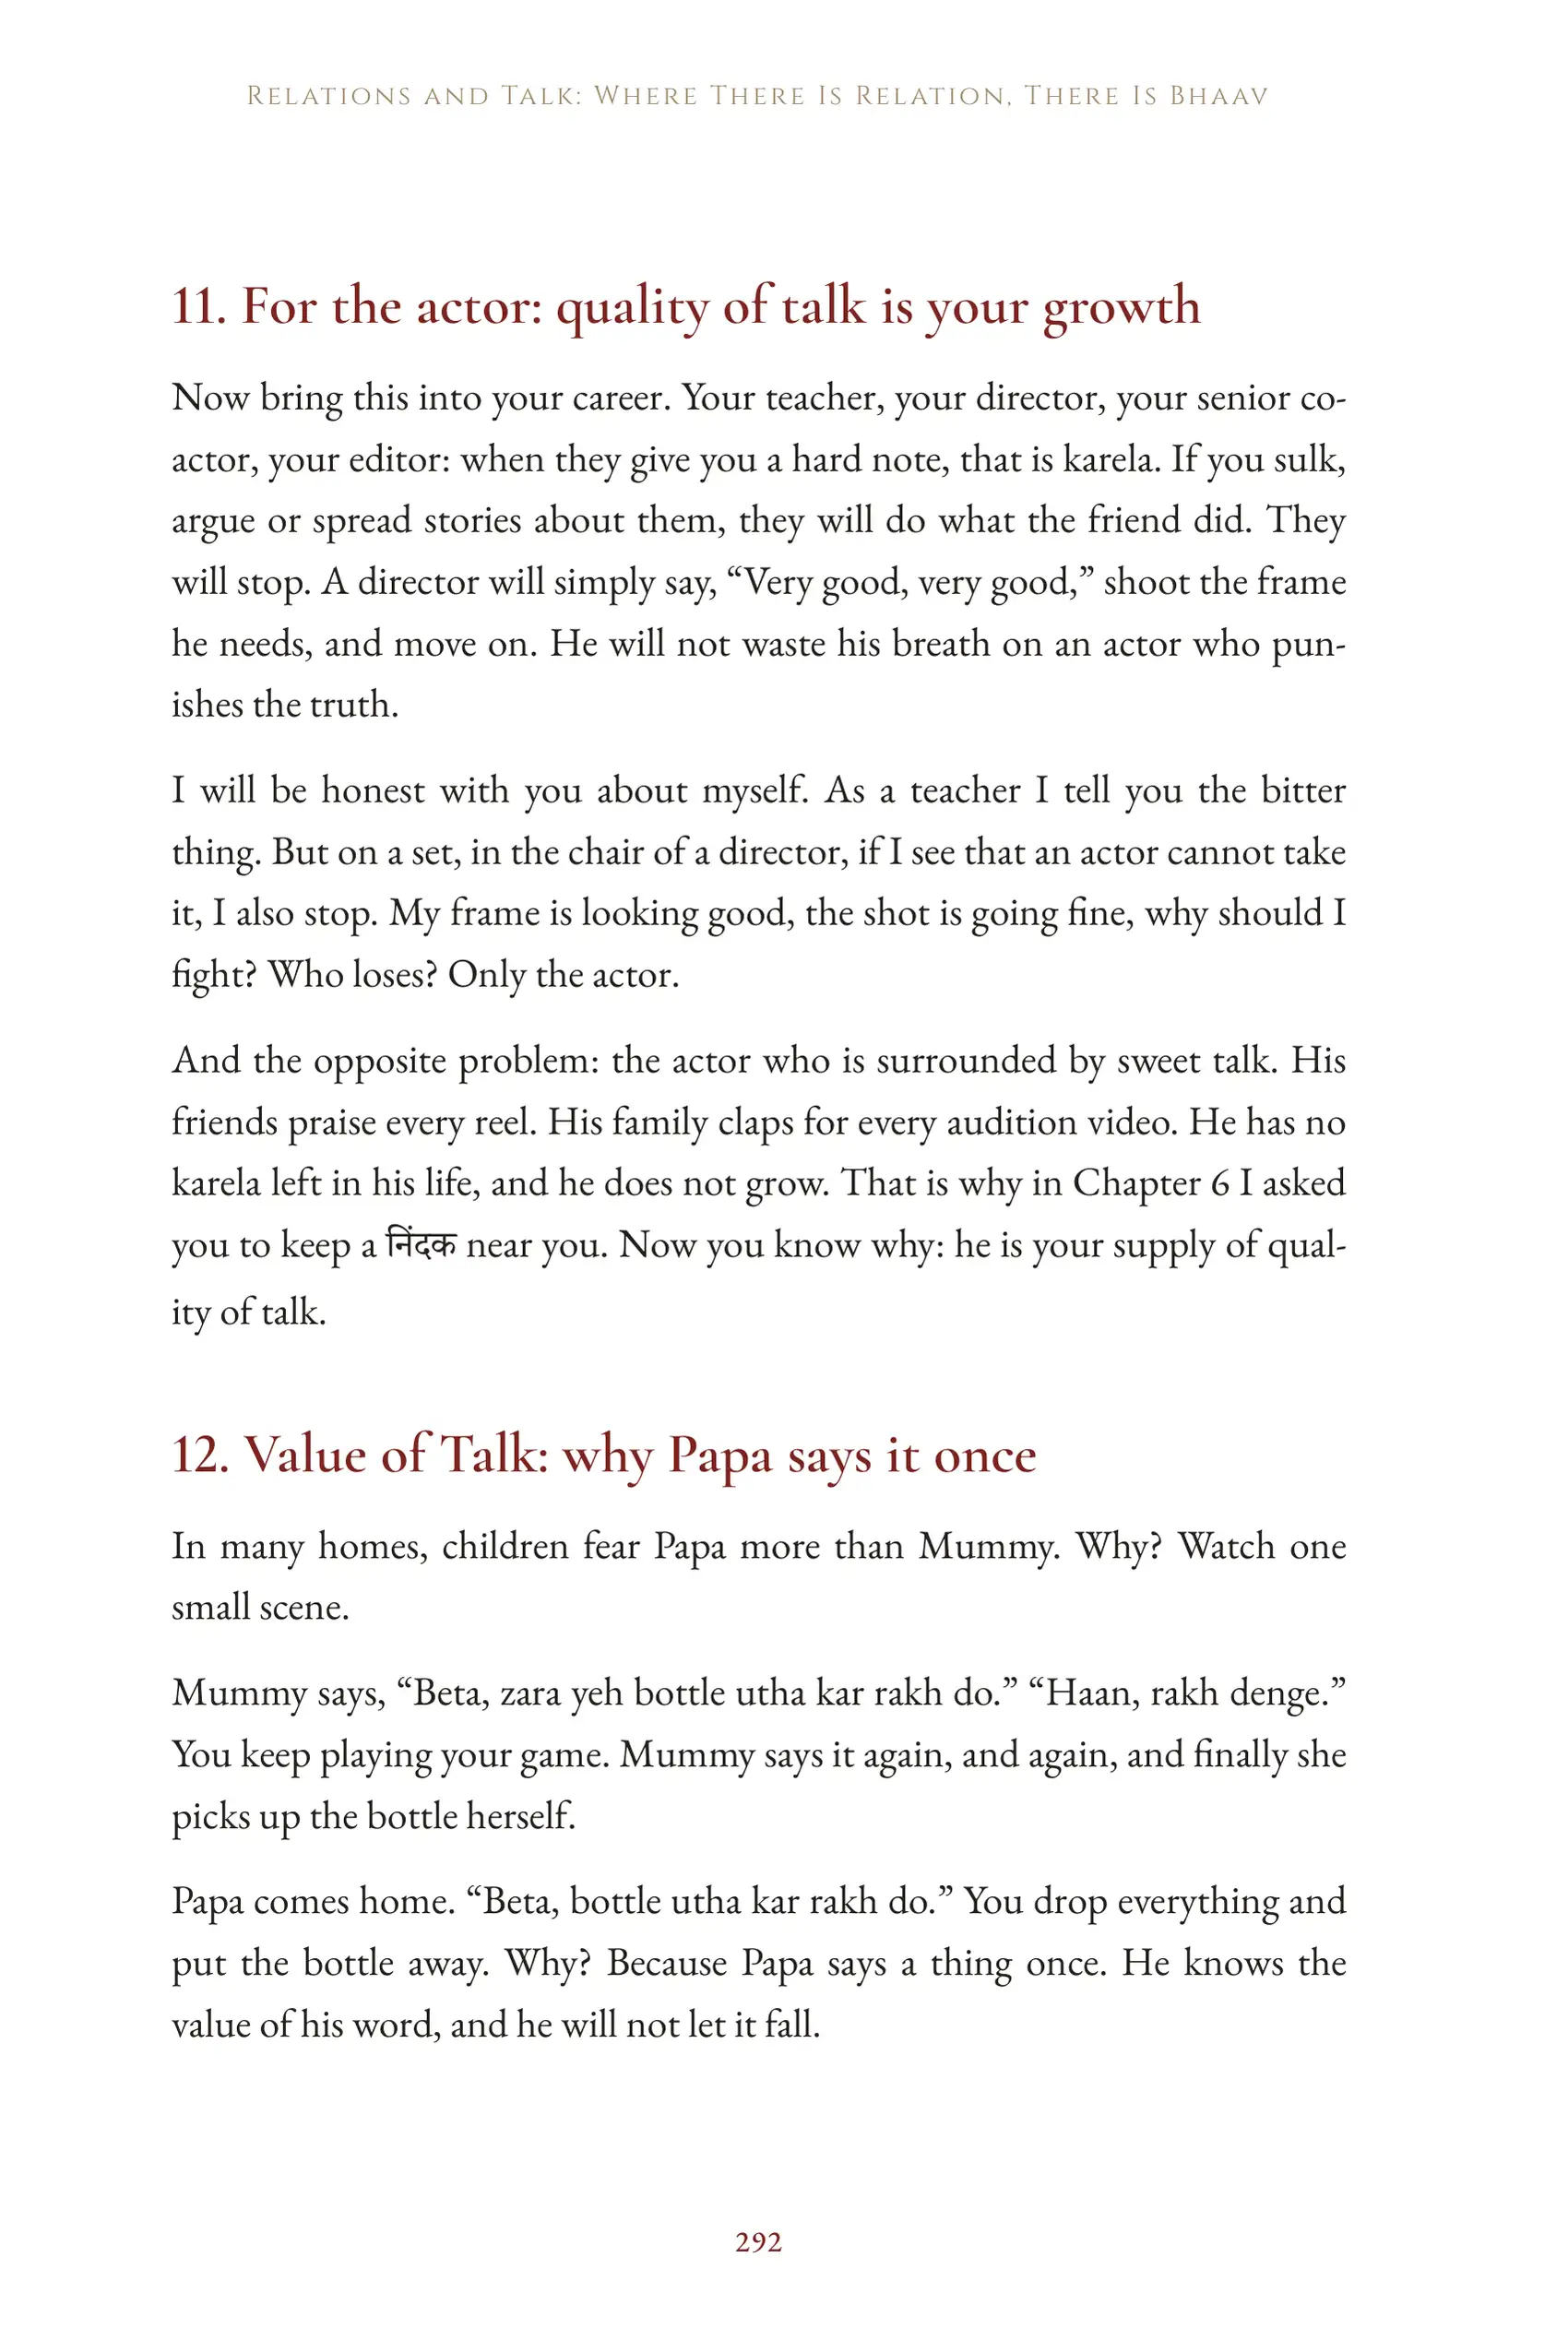 Relations and Talk: Where There Is Relation, There Is Bhaav
11. For the actor: quality of talk is your growth
Now bring this into your career. Your teacher, your director, your senior co-
actor, your editor: when they give you a hard note, that is karela. If you sulk,
argue or spread stories about them, they will do what the friend did. They
will stop. A director will simply say, “Very good, very good,” shoot the frame
he needs, and move on. He will not waste his breath on an actor who pun-
ishes the truth.
I will be honest with you about myself. As a teacher I tell you the bitter
thing. But on a set, in the chair of a director, if I see that an actor cannot take
it, I also stop. My frame is looking good, the shot is going fine, why should I
fight? Who loses? Only the actor.
And the opposite problem: the actor who is surrounded by sweet talk. His
friends praise every reel. His family claps for every audition video. He has no
karela left in his life, and he does not grow. That is why in Chapter 6 I asked
you to keep a निंदक near you. Now you know why: he is your supply of qual-
ity of talk.
12. Value of Talk: why Papa says it once
In many homes, children fear Papa more than Mummy. Why? Watch one
small scene.
Mummy says, “Beta, zara yeh bottle utha kar rakh do.” “Haan, rakh denge.”
You keep playing your game. Mummy says it again, and again, and finally she
picks up the bottle herself.
Papa comes home. “Beta, bottle utha kar rakh do.” You drop everything and
put the bottle away. Why? Because Papa says a thing once. He knows the
value of his word, and he will not let it fall.
292